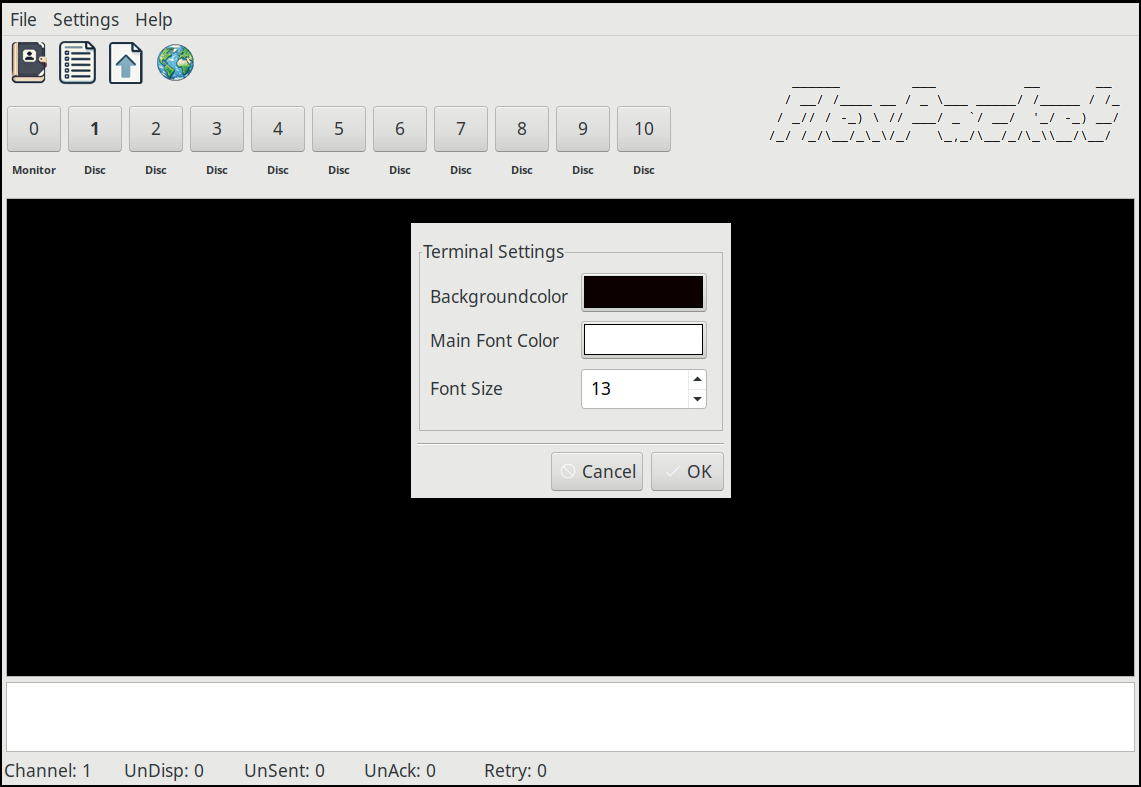 File Settings Help
0 1 2 3 4 5 6 7 8 9 10
Monitor Disc Disc Disc Disc Disc Disc Disc Disc Disc Disc
Terminal Settings
Backgroundcolor
Main Font Color
Font Size 13
Cancel OK
Channel: 1 UnDisp: 0 UnSent: 0 UnAck: 0 Retry: 0